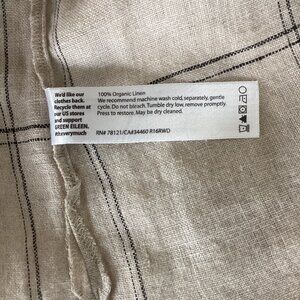 We'd like our
clothes back.
Recycle them at
our US stores
and support
GREEN EILEEN.
#itsverymuch
100% Organic Linen
We recommend machine wash cold, separately, gentle
cycle. Do not bleach. Tumble dry low, remove promptly.
Press to restore. May be dry cleaned.
RN# 78121/CA#34460 R16RWD